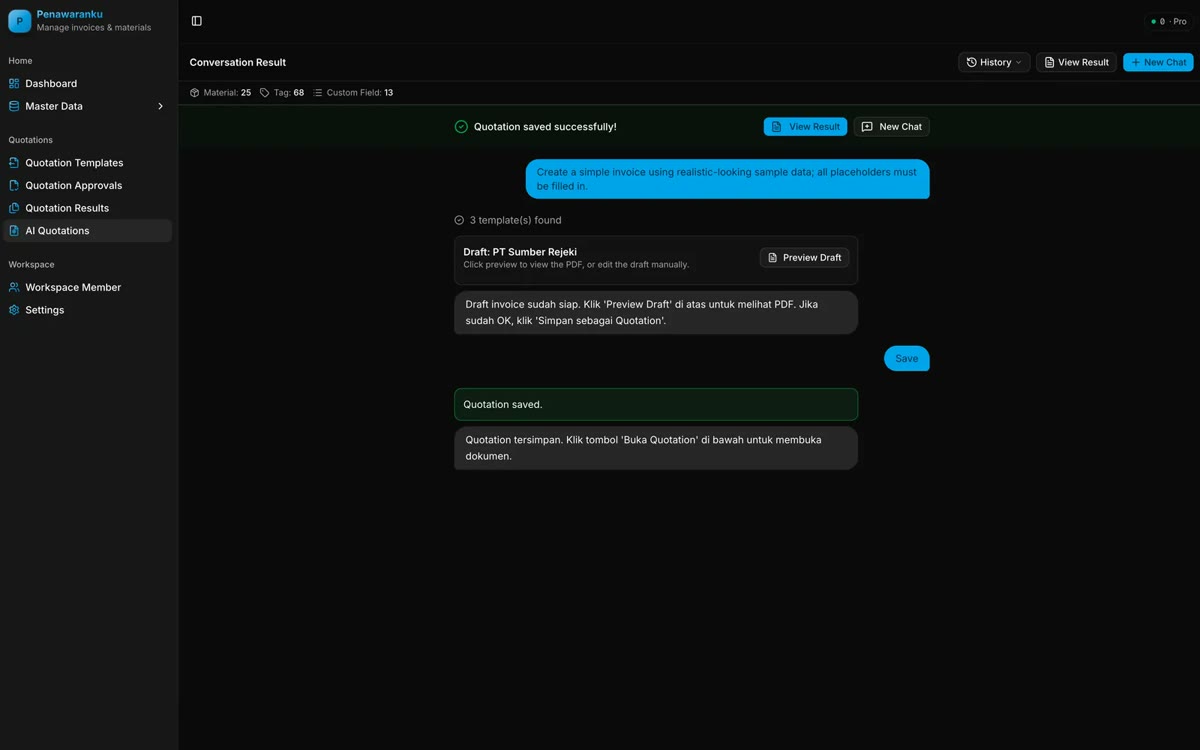 P
Penawaranku
Manage invoices & materials
Home
Dashboard
Master Data
Quotations
Quotation Templates
Quotation Approvals
Quotation Results
AI Quotations
Workspace
Workspace Member
Settings
0 · Pro
Conversation Result
History
View Result
+ New Chat
Material: 25 Tag: 68 Custom Field: 13
Quotation saved successfully!
View Result
New Chat
Create a simple invoice using realistic-looking sample data; all placeholders must
be filled in.
3 template(s) found
Draft: PT Sumber Rejeki
Click preview to view the PDF, or edit the draft manually.
Preview Draft
Draft invoice sudah siap. Klik 'Preview Draft' di atas untuk melihat PDF. Jika
sudah OK, klik 'Simpan sebagai Quotation'.
Save
Quotation saved.
Quotation tersimpan. Klik tombol 'Buka Quotation' di bawah untuk membuka
dokumen.